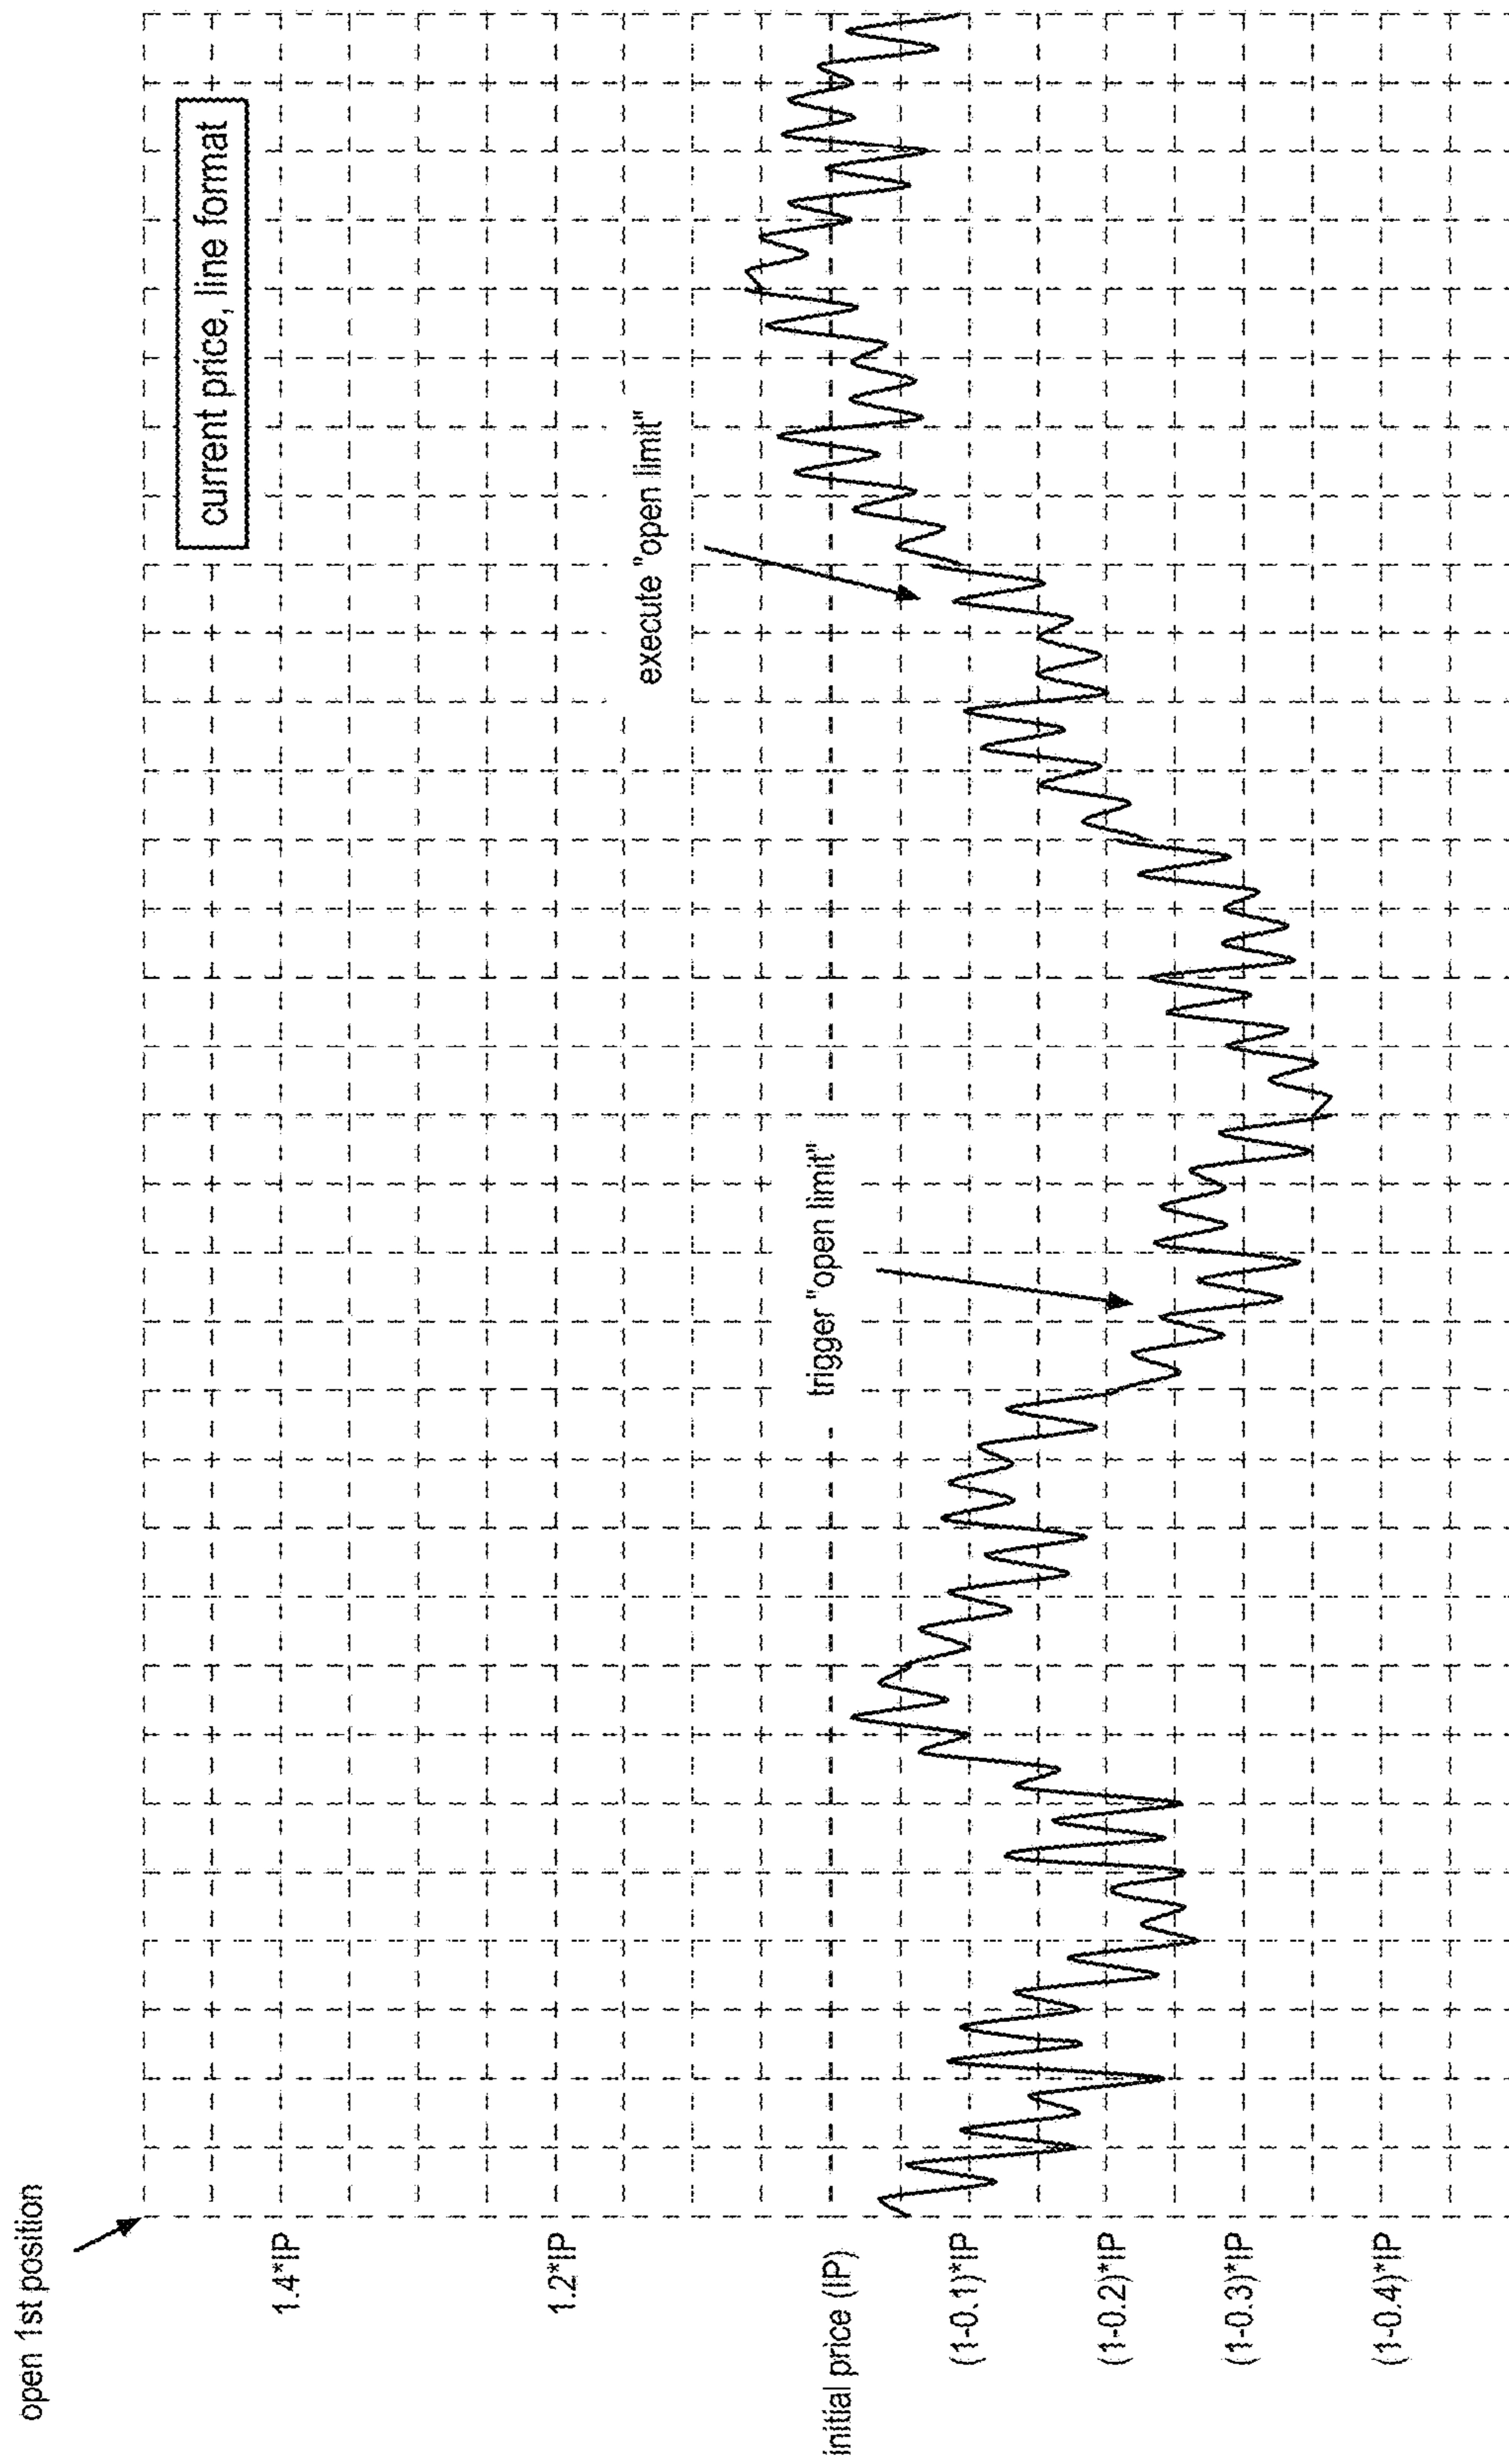 open 1st position
current price, line format
1.4*IP
1.2*IP
execute "open limit"
initial price (IP)
trigger "open limit"
(1-0.1)*IP
(1-0.2)*IP
(1-0.3)*IP
(1-0.4)*IP